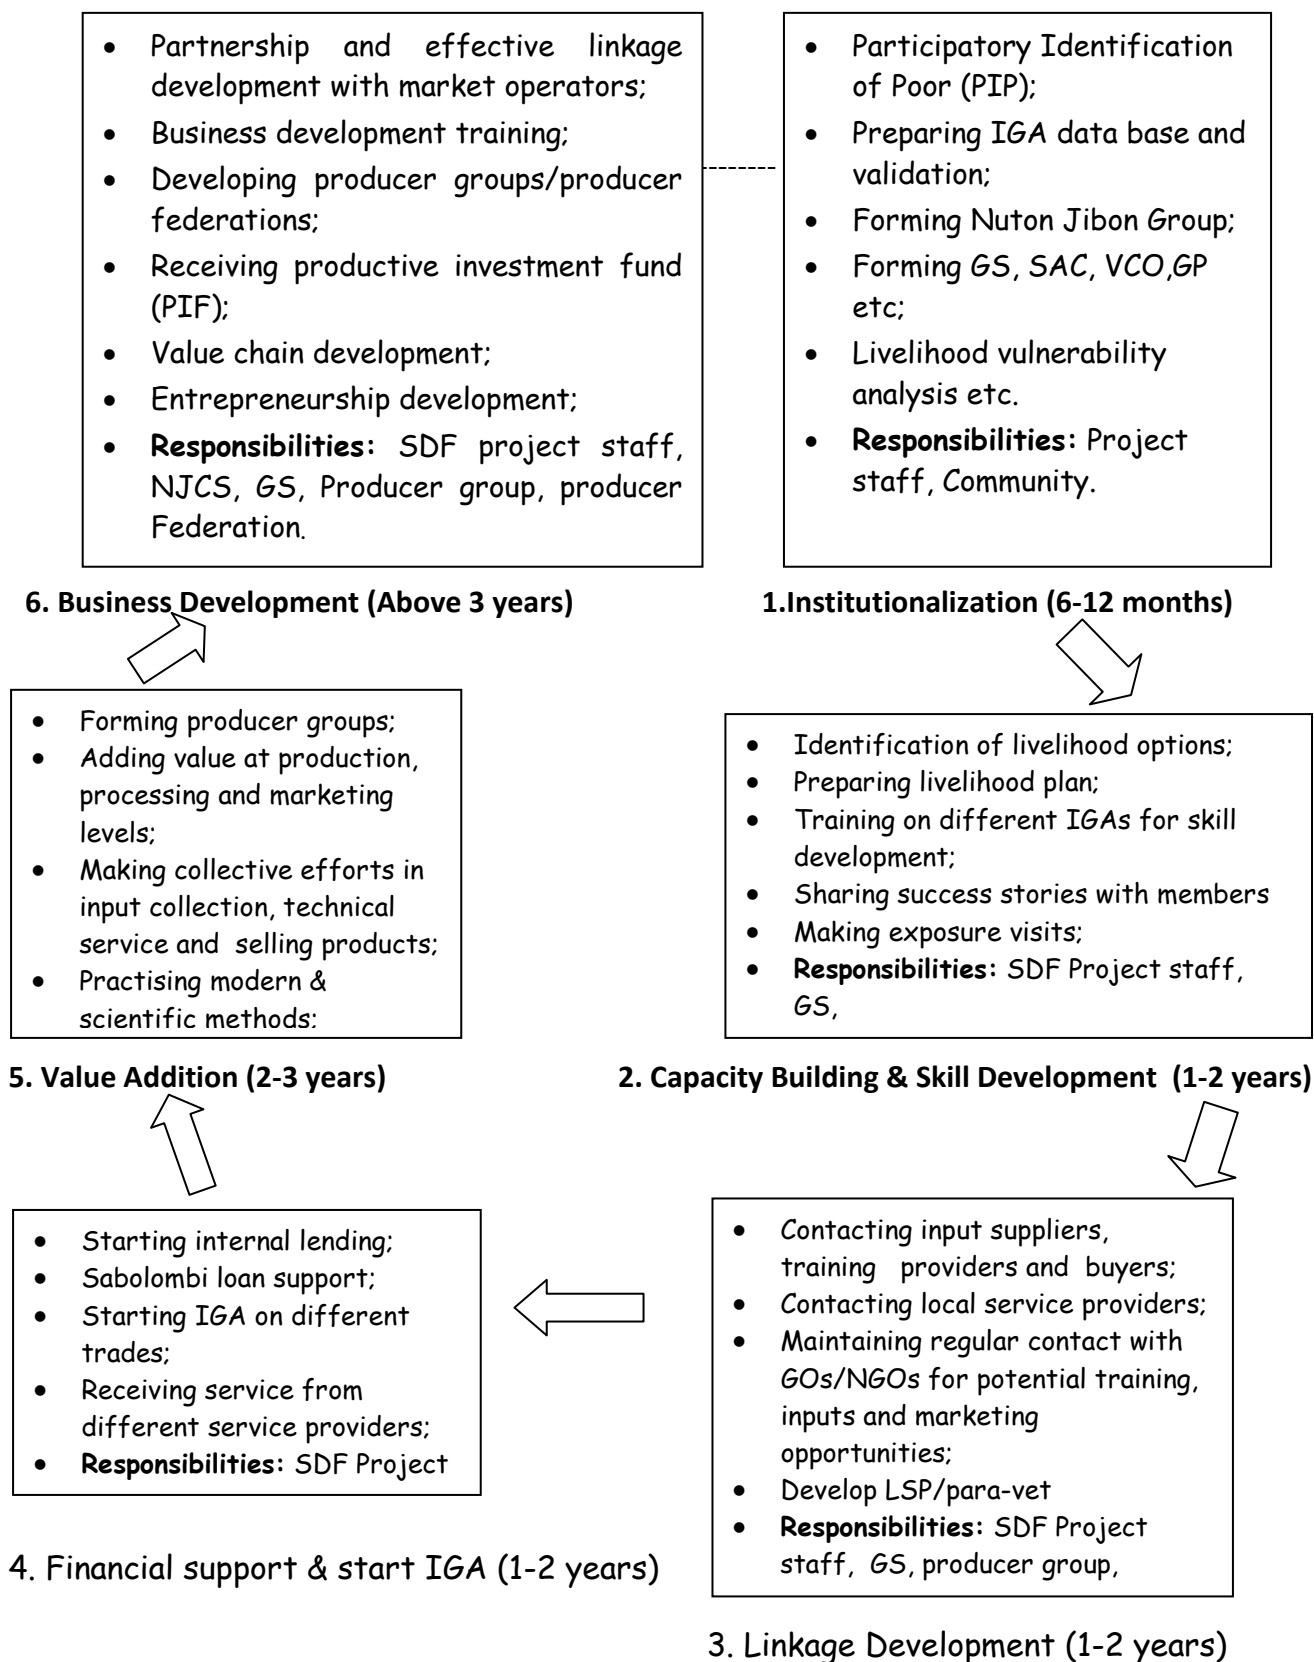 • Partnership and effective linkage
development with market operators;
• Business development training;
• Developing producer groups/producer
federations;
• Receiving productive investment fund
(PIF);
• Value chain development;
• Entrepreneurship development;
• Responsibilities: SDF project staff,
NJCS, GS, Producer group, producer
Federation.
• Participatory Identification
of Poor (PIP);
• Preparing IGA data base and
validation;
• Forming Nuton Jibon Group;
• Forming GS, SAC, VCO,GP
etc;
• Livelihood vulnerability
analysis etc.
• Responsibilities: Project
staff, Community.
6. Business Development (Above 3 years)
1.Institutionalization (6-12 months)
• Forming producer groups;
• Adding value at production,
processing and marketing
levels;
• Making collective efforts in
input collection, technical
service and selling products;
• Practising modern &
scientific methods;
• Identification of livelihood options;
• Preparing livelihood plan;
• Training on different IGAs for skill
development;
• Sharing success stories with members
• Making exposure visits;
• Responsibilities: SDF Project staff,
GS,
5. Value Addition (2-3 years)
2. Capacity Building & Skill Development (1-2 years)
• Starting internal lending;
• Sabolombi loan support;
• Starting IGA on different
trades;
• Receiving service from
different service providers;
• Responsibilities: SDF Project
• Contacting input suppliers,
training providers and buyers;
• Contacting local service providers;
• Maintaining regular contact with
GOs/NGOs for potential training,
inputs and marketing
opportunities;
• Develop LSP/para-vet
• Responsibilities: SDF Project
staff, GS, producer group,
4. Financial support & start IGA (1-2 years)
3. Linkage Development (1-2 years)